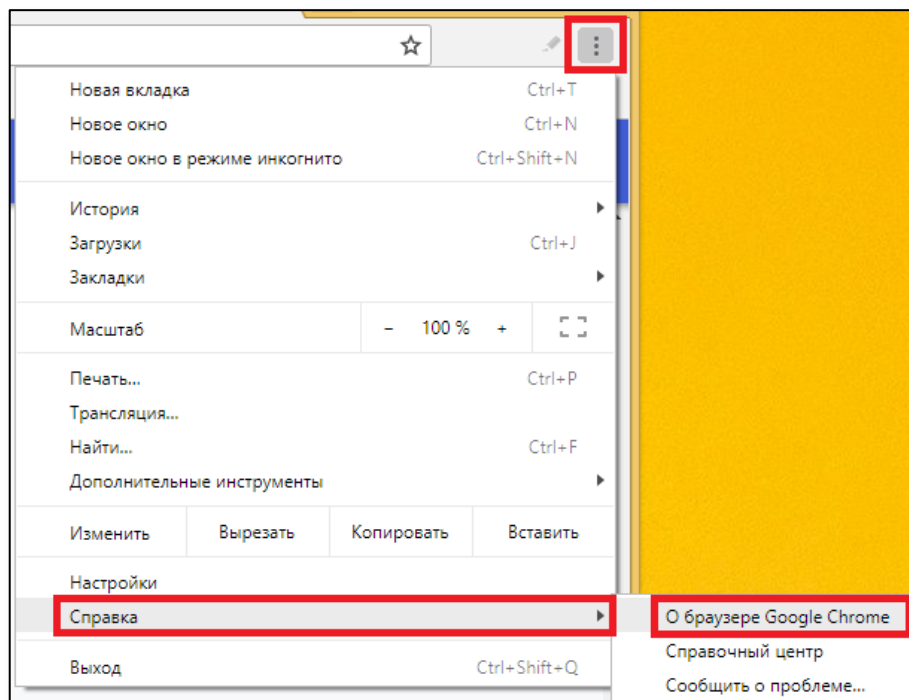 Новая вкладка Ctrl+T
Новое окно Ctrl+N
Новое окно в режиме инкогнито Ctrl+Shift+N
История
Загрузки Ctrl+J
Закладки
Масштаб − 100 % +
Печать... Ctrl+P
Трансляция...
Найти... Ctrl+F
Дополнительные инструменты
Изменить Вырезать Копировать Вставить
Настройки
Справка О браузере Google Chrome
Справочный центр
Выход Ctrl+Shift+Q
Сообщить о проблеме...